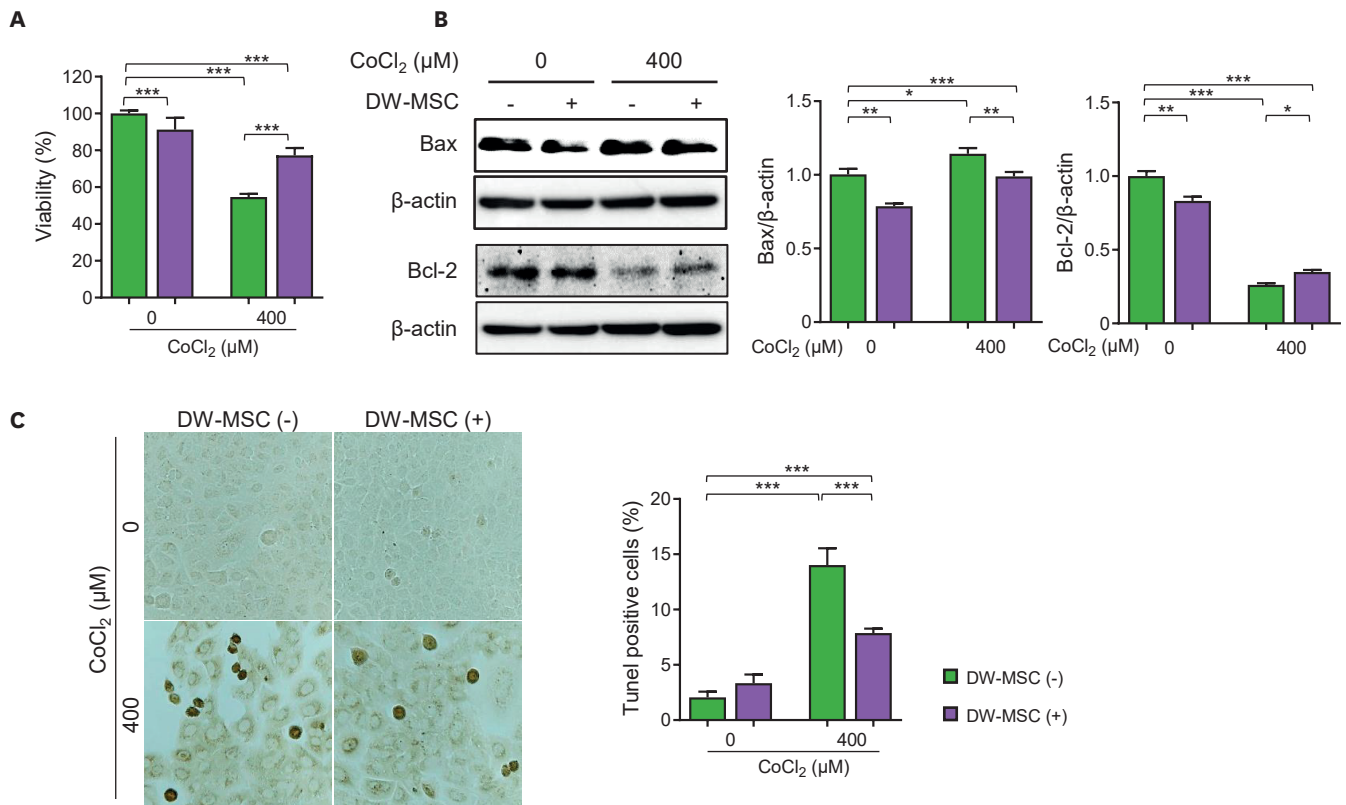 A
***
***
***
***
Viability (%)
120
100
80
60
40
20
0
0 400
CoCl2 (µM)
B
CoCl2 (µM) 0 400
DW-MSC - + - +
Bax
β-actin
Bcl-2
β-actin
***
*
** **
Bax/β-actin
1.5
1.0
0.5
0
CoCl2 (µM) 0 400
***
***
** *
Bcl-2/β-actin
1.5
1.0
0.5
0
CoCl2 (µM) 0 400
C
DW-MSC (-) DW-MSC (+)
CoCl2 (µM)
0
400
***
*** ***
Tunel positive cells (%)
20
15
10
5
0
0 400
CoCl2 (µM)
DW-MSC (-)
DW-MSC (+)